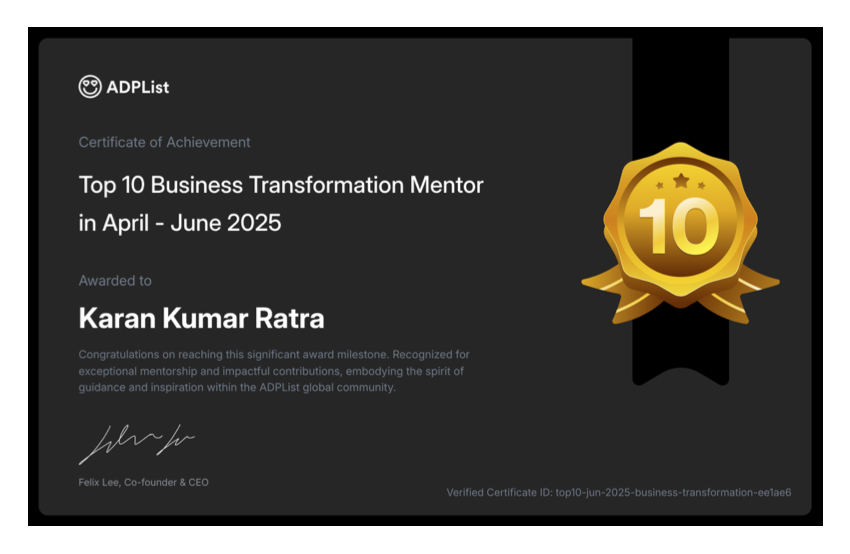 ADPList
Certificate of Achievement
Top 10 Business Transformation Mentor
in April - June 2025
10
Awarded to
Karan Kumar Ratra
Congratulations on reaching this significant award milestone. Recognized for
exceptional mentorship and impactful contributions, embodying the spirit of
guidance and inspiration within the ADPList global community.
Felix Lee, Co-founder & CEO
Verified Certificate ID: top10-jun-2025-business-transformation-ee1ae6